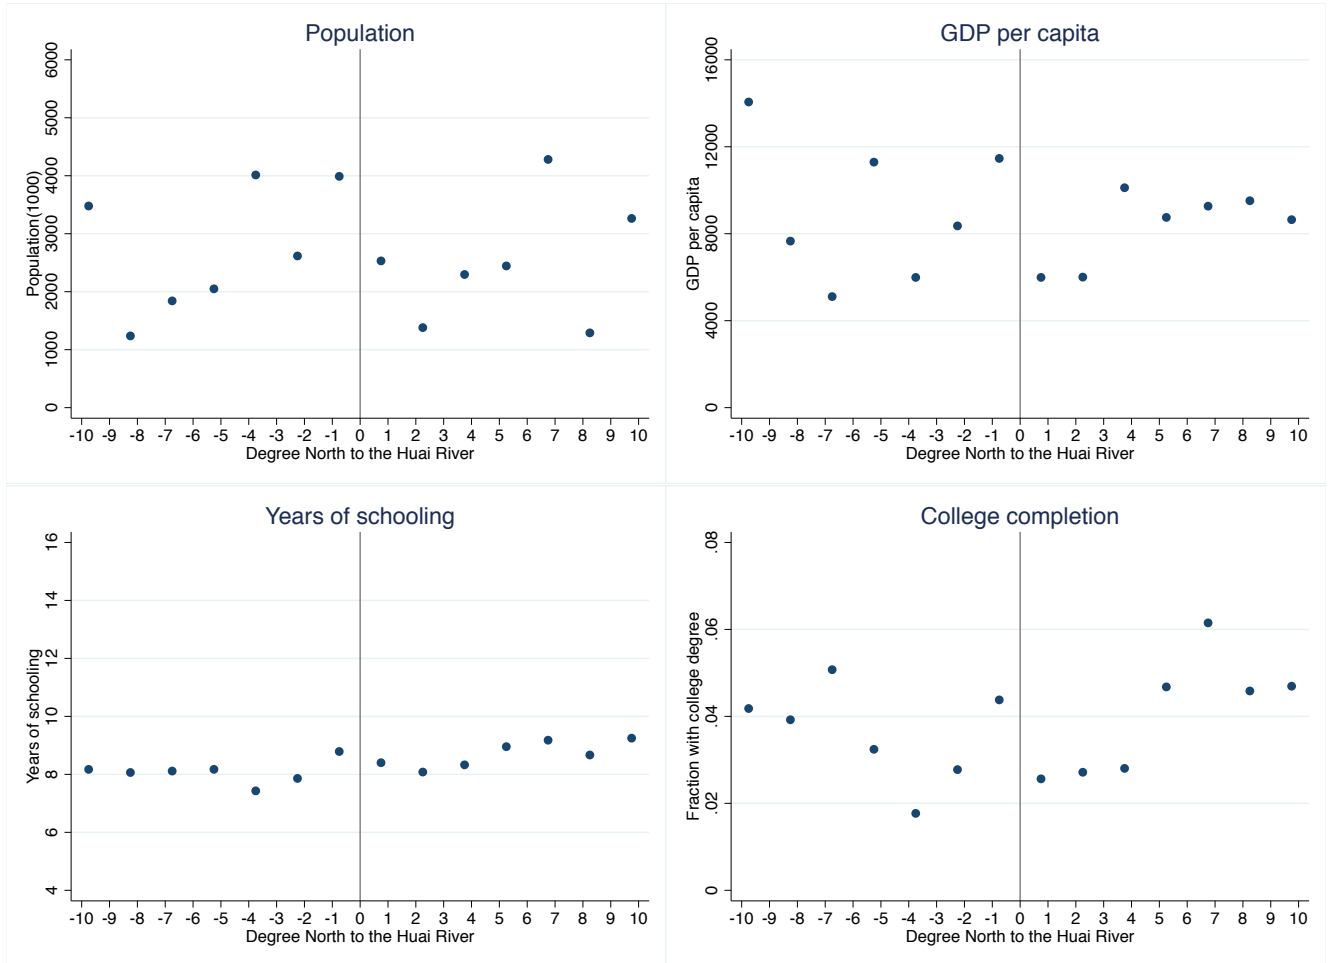 Population
Population(1000)
6000
5000
4000
3000
2000
1000
0
-10 -9 -8 -7 -6 -5 -4 -3 -2 -1 0 1 2 3 4 5 6 7 8 9 10
Degree North to the Huai River
GDP per capita
GDP per capita
16000
12000
8000
4000
0
-10 -9 -8 -7 -6 -5 -4 -3 -2 -1 0 1 2 3 4 5 6 7 8 9 10
Degree North to the Huai River
Years of schooling
Years of schooling
16
14
12
10
8
6
4
-10 -9 -8 -7 -6 -5 -4 -3 -2 -1 0 1 2 3 4 5 6 7 8 9 10
Degree North to the Huai River
College completion
Fraction with college degree
.08
.06
.04
.02
0
-10 -9 -8 -7 -6 -5 -4 -3 -2 -1 0 1 2 3 4 5 6 7 8 9 10
Degree North to the Huai River